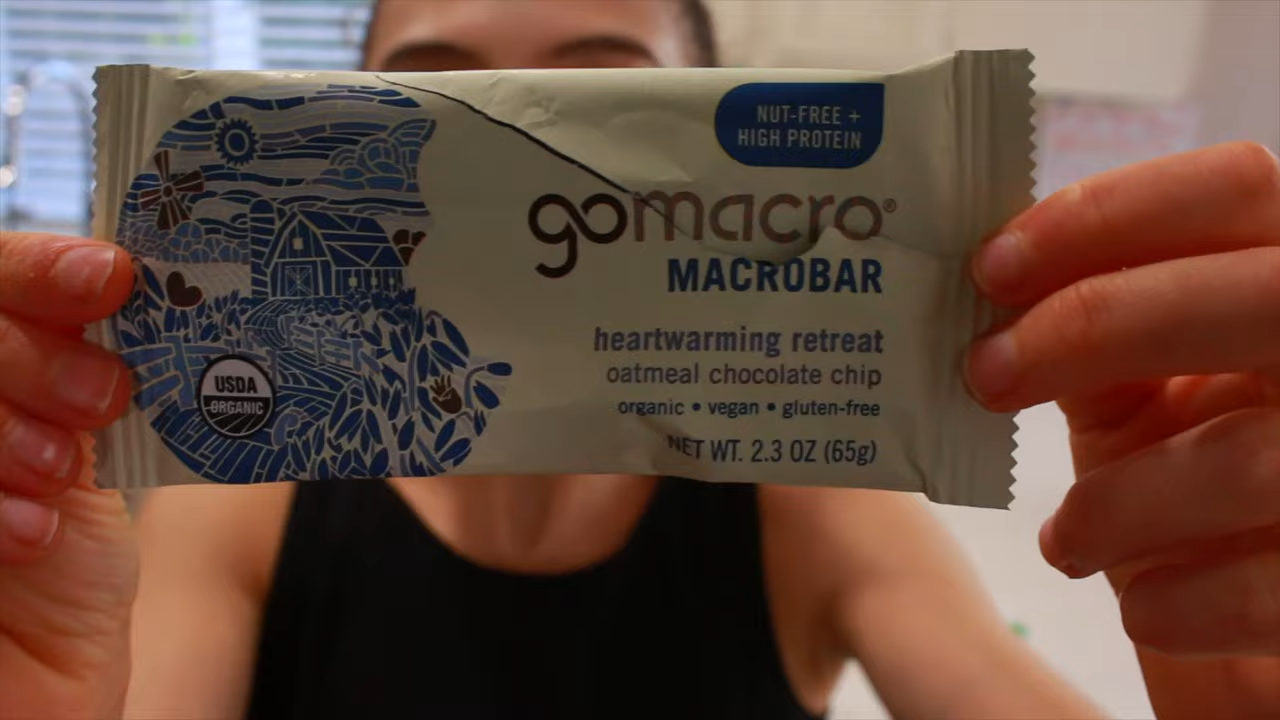 NUT-FREE +
HIGH PROTEIN
gomacro®
MACROBAR
heartwarming retreat
oatmeal chocolate chip
organic • vegan • gluten-free
NET WT. 2.3 OZ (65g)
USDA
ORGANIC